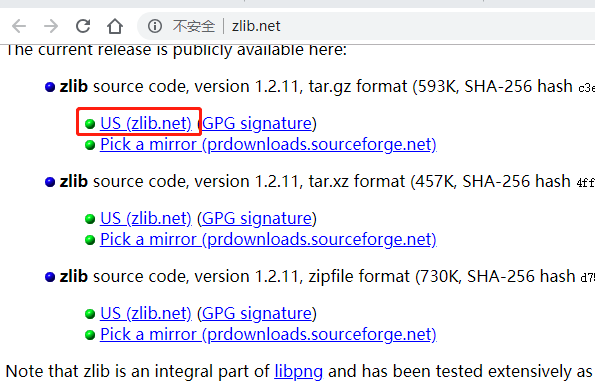 不安全 | zlib.net
The current release is publicly available here:
zlib source code, version 1.2.11, tar.gz format (593K, SHA-256 hash c3e
US (zlib.net) (GPG signature)
Pick a mirror (prdownloads.sourceforge.net)
zlib source code, version 1.2.11, tar.xz format (457K, SHA-256 hash 4ff
US (zlib.net) (GPG signature)
Pick a mirror (prdownloads.sourceforge.net)
zlib source code, version 1.2.11, zipfile format (730K, SHA-256 hash d7
US (zlib.net) (GPG signature)
Pick a mirror (prdownloads.sourceforge.net)
Note that zlib is an integral part of libpng and has been tested extensively as